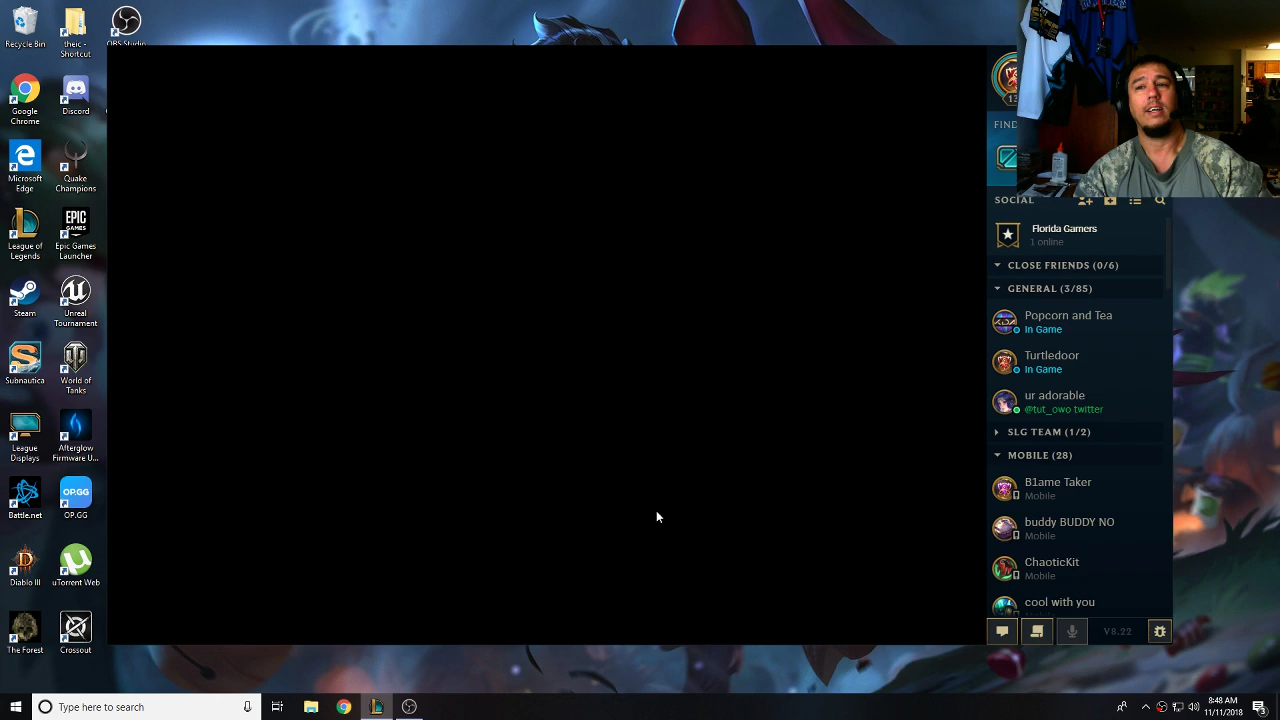 Recycle Bin
theic - Shortcut
OBS Studio
Google Chrome
Discord
Microsoft Edge
Quake Champions
League of Legends
EPIC GAMES
Epic Games Launcher
Steam
Unreal Tournament
Subnautica
World of Tanks
League Displays
Afterglow Firmware U...
Battle.net
OP.GG
OP.GG
Diablo III
uTorrent Web
The Forest
Crossout
FIND
SOCIAL
Florida Gamers
1 online
CLOSE FRIENDS (0/6)
GENERAL (3/85)
Popcorn and Tea
In Game
Turtledoor
In Game
ur adorable
@tut_owo twitter
SLG TEAM (1/2)
MOBILE (28)
B1ame Taker
Mobile
buddy BUDDY NO
Mobile
ChaoticKit
Mobile
cool with you
V8.22
Type here to search
8:48 AM
11/11/2018
3